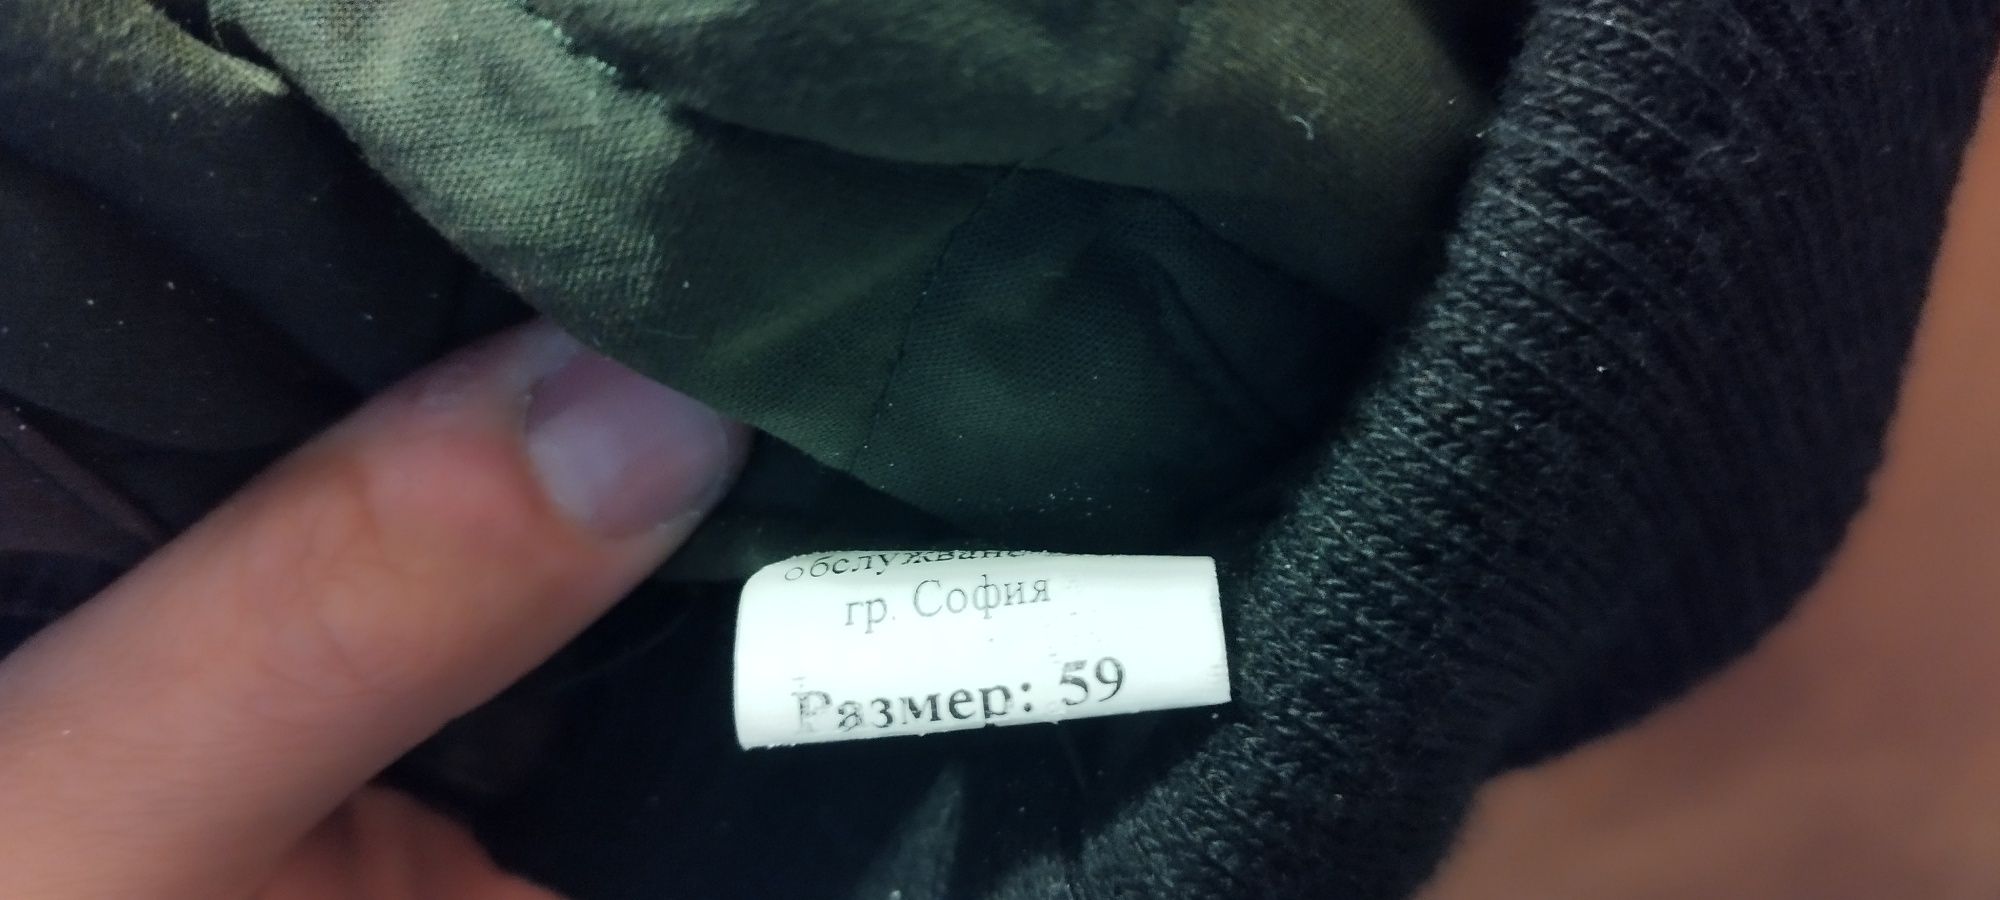 обслужване
гр. София
Размер: 59